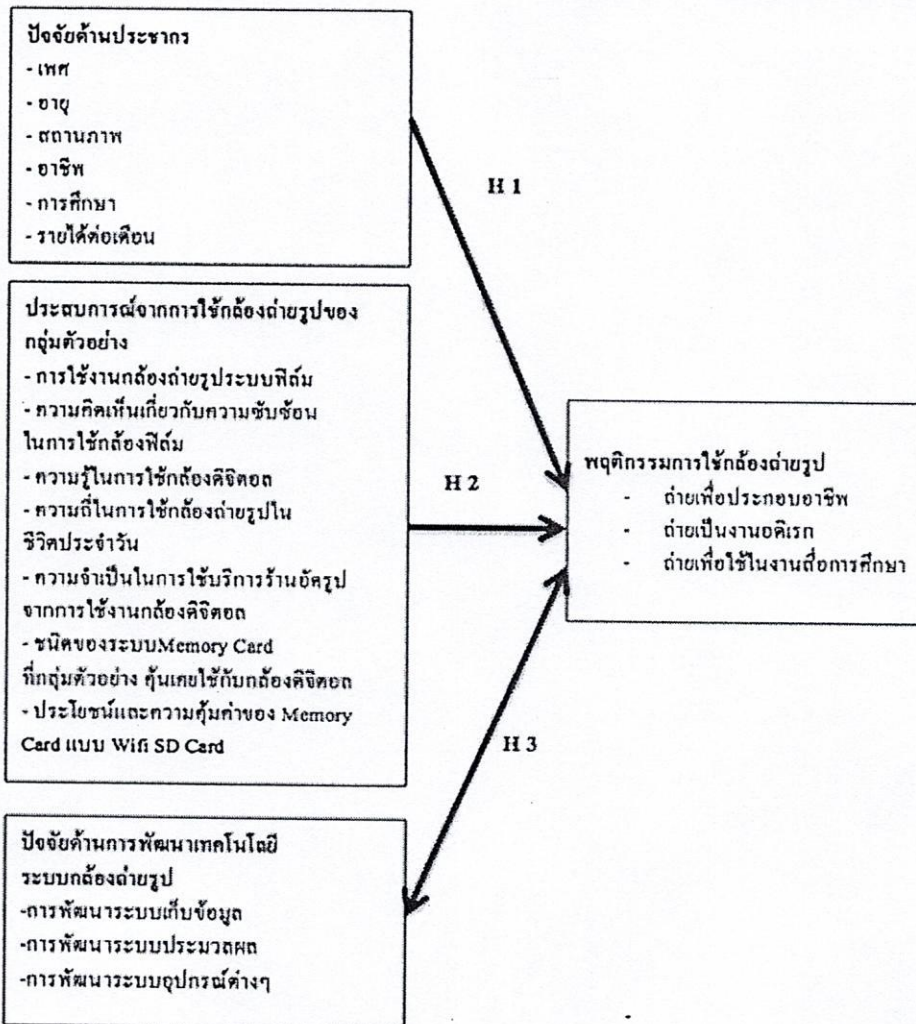 ปัจจัยด้านประชากร
- เพศ
- อายุ
- สถานภาพ
- อาชีพ
- การศึกษา
- รายได้ต่อเดือน
H 1
ประสบการณ์จากการใช้กล้องถ่ายรูปของ
กลุ่มตัวอย่าง
- การใช้งานกล้องถ่ายรูประบบฟิล์ม
- ความคิดเห็นเกี่ยวกับความซับซ้อน
ในการใช้กล้องฟิล์ม
- ความรู้ในการใช้กล้องดิจิตอล
- ความถี่ในการใช้กล้องถ่ายรูปใน
ชีวิตประจำวัน
- ความจำเป็นในการใช้บริการร้านอัดรูป
จากการใช้งานกล้องดิจิตอล
- ชนิดของระบบMemory Card
ที่กลุ่มตัวอย่าง คุ้นเคยใช้กับกล้องดิจิตอล
- ประโยชน์และความคุ้มค่าของ Memory
Card แบบ Wifi SD Card
H 2
พฤติกรรมการใช้กล้องถ่ายรูป
- ถ่ายเพื่อประกอบอาชีพ
- ถ่ายเป็นงานอดิเรก
- ถ่ายเพื่อใช้ในงานสื่อการศึกษา
H 3
ปัจจัยด้านการพัฒนาเทคโนโลยี
ระบบกล้องถ่ายรูป
-การพัฒนาระบบเก็บข้อมูล
-การพัฒนาระบบประมวลผล
-การพัฒนาระบบอุปกรณ์ต่างๆ